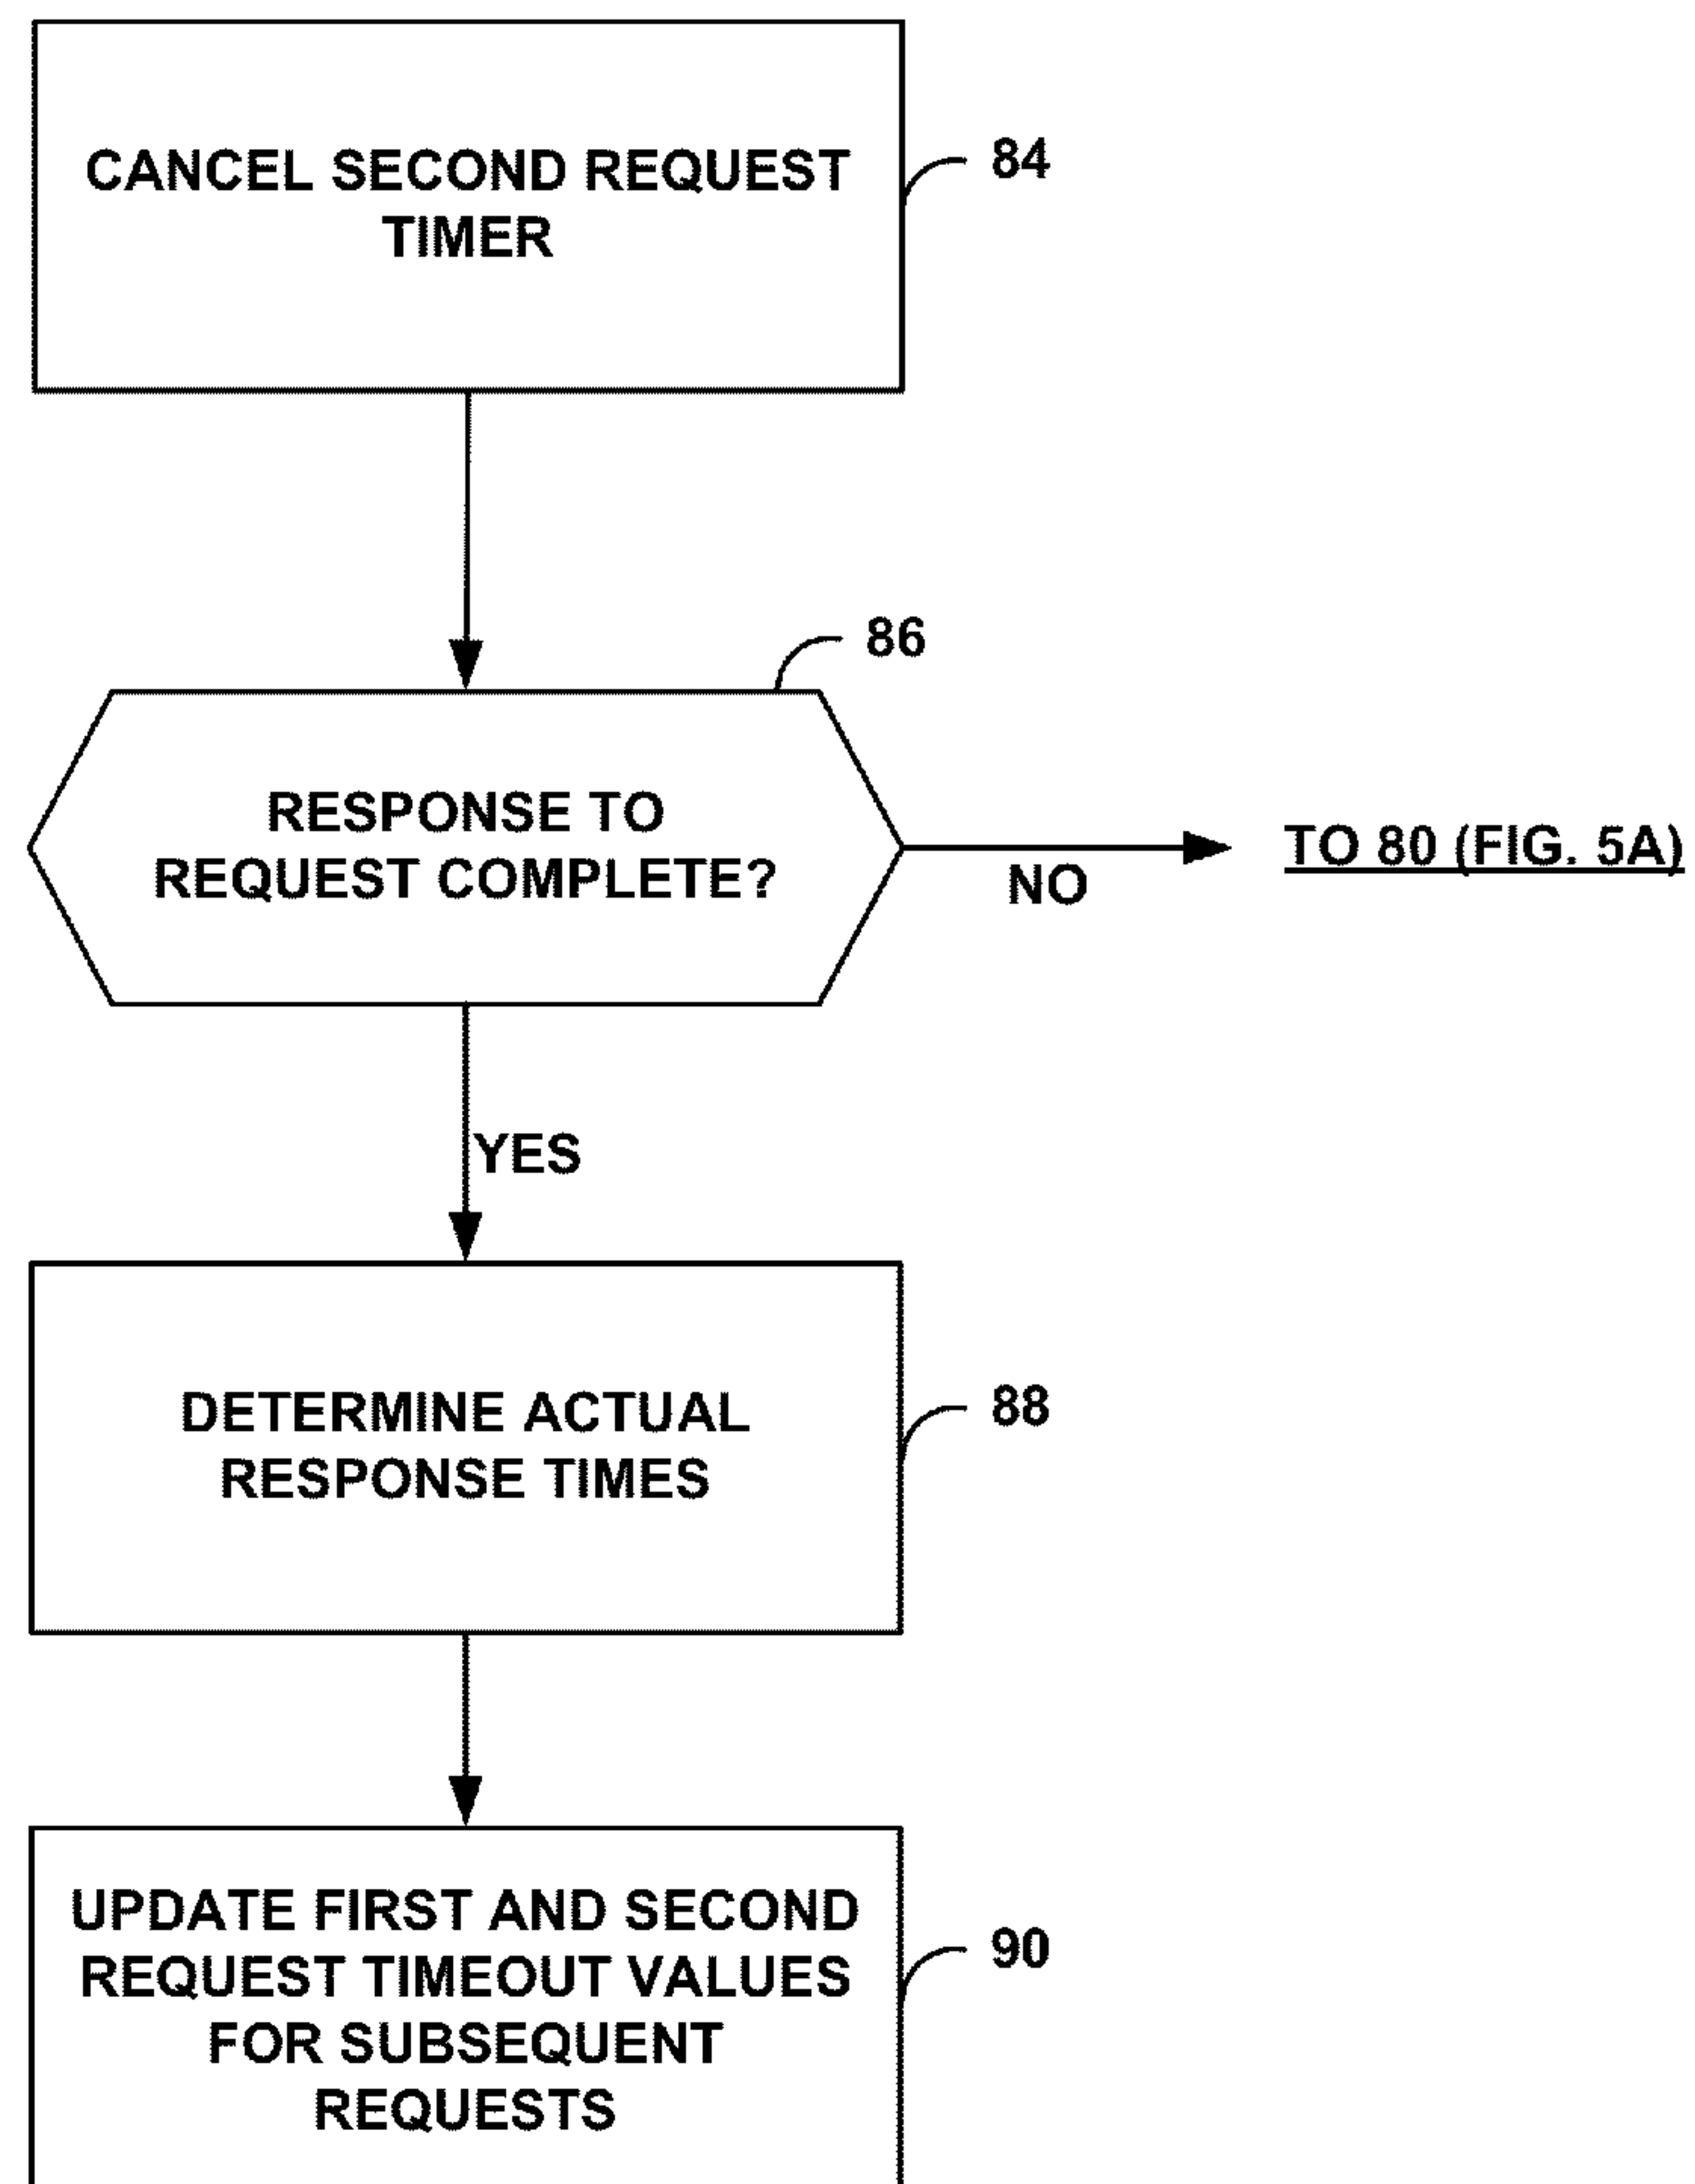 CANCEL SECOND REQUEST
TIMER
84
86
RESPONSE TO
REQUEST COMPLETE?
NO
TO 80 (FIG. 5A)
YES
DETERMINE ACTUAL
RESPONSE TIMES
88
UPDATE FIRST AND SECOND
REQUEST TIMEOUT VALUES
FOR SUBSEQUENT
REQUESTS
90